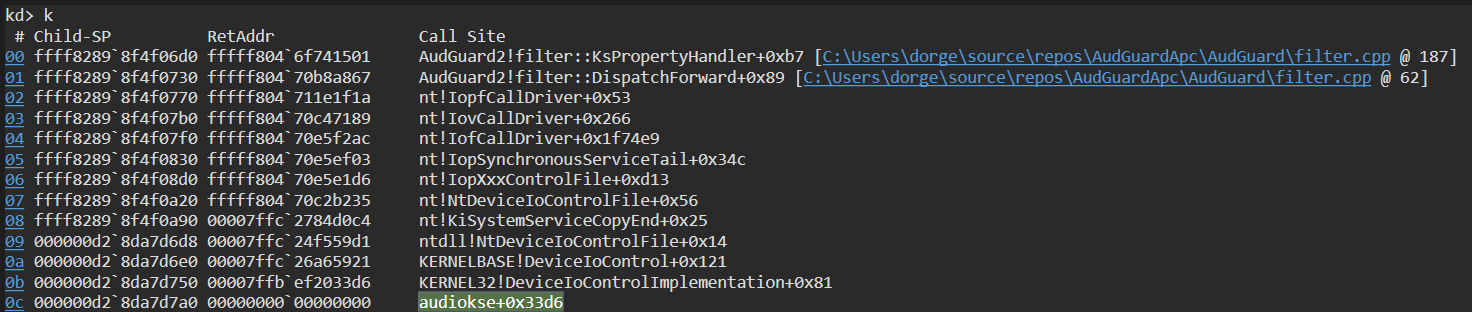 kd> k
 # Child-SP          RetAddr               Call Site
00 ffff8289`8f4f06d0 fffff804`6f741501     AudGuard2!filter::KsPropertyHandler+0xb7 [C:\Users\dorge\source\repos\AudGuardApc\AudGuard\filter.cpp @ 187]
01 ffff8289`8f4f0730 fffff804`70b8a867     AudGuard2!filter::DispatchForward+0x89 [C:\Users\dorge\source\repos\AudGuardApc\AudGuard\filter.cpp @ 62]
02 ffff8289`8f4f0770 fffff804`711e1f1a     nt!IopfCallDriver+0x53
03 ffff8289`8f4f07b0 fffff804`70c47189     nt!IovCallDriver+0x266
04 ffff8289`8f4f07f0 fffff804`70e5f2ac     nt!IofCallDriver+0x1f74e9
05 ffff8289`8f4f0830 fffff804`70e5ef03     nt!IopSynchronousServiceTail+0x34c
06 ffff8289`8f4f08d0 fffff804`70e5e1d6     nt!IopXxxControlFile+0xd13
07 ffff8289`8f4f0a20 fffff804`70c2b235     nt!NtDeviceIoControlFile+0x56
08 ffff8289`8f4f0a90 00007ffc`2784d0c4     nt!KiSystemServiceCopyEnd+0x25
09 000000d2`8da7d6d8 00007ffc`24f559d1     ntdll!NtDeviceIoControlFile+0x14
0a 000000d2`8da7d6e0 00007ffc`26a65921     KERNELBASE!DeviceIoControl+0x121
0b 000000d2`8da7d750 00007ffb`ef2033d6     KERNEL32!DeviceIoControlImplementation+0x81
0c 000000d2`8da7d7a0 00000000`00000000     audiokse+0x33d6